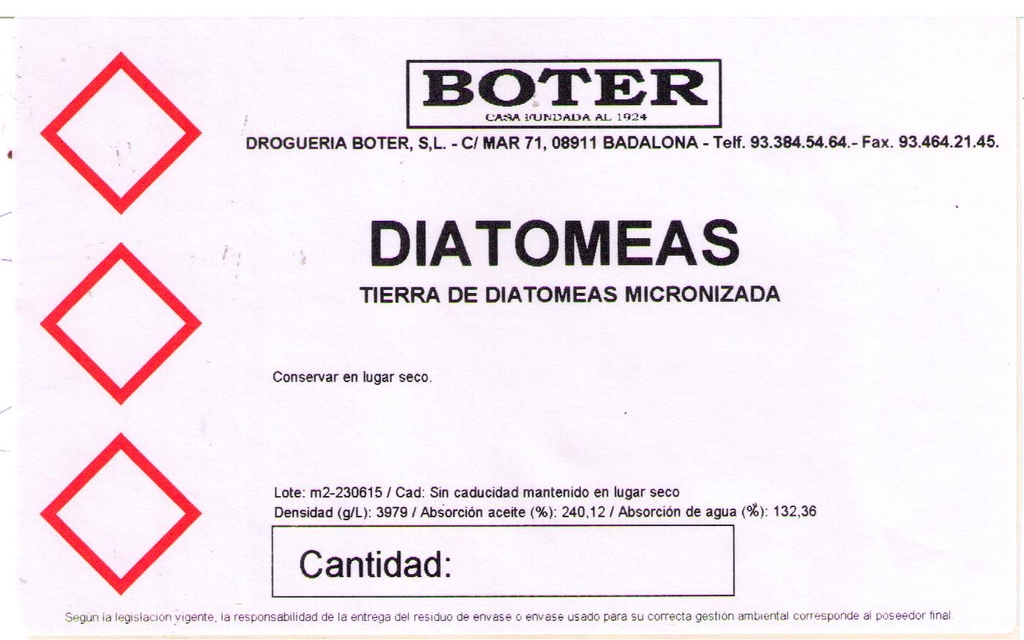 BOTER
CASA FUNDADA AL 1924
DROGUERIA BOTER, S,L. - C/ MAR 71, 08911 BADALONA - Telf. 93.384.54.64.- Fax. 93.464.21.45.
DIATOMEAS
TIERRA DE DIATOMEAS MICRONIZADA
Conservar en lugar seco.
Lote: m2-230615 / Cad: Sin caducidad mantenido en lugar seco
Densidad (g/L): 3979 / Absorción aceite (%): 240,12 / Absorción de agua (%): 132,36
Cantidad:
Según la legislación vigente, la responsabilidad de la entrega del residuo de envase o envase usado para su correcta gestión ambiental corresponde al poseedor final.